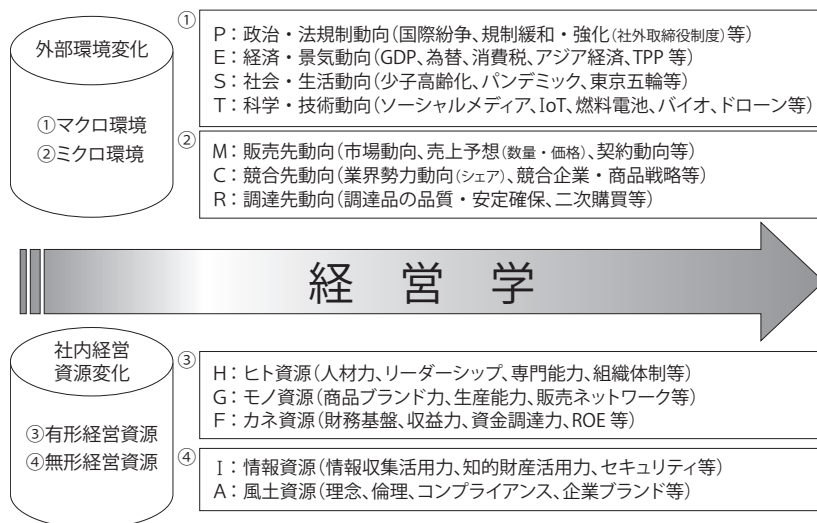 外部環境変化
①マクロ環境
②ミクロ環境
①
P：政治・法規制動向（国際紛争、規制緩和・強化（社外取締役制度）等）
E：経済・景気動向（GDP、為替、消費税、アジア経済、TPP 等）
S：社会・生活動向（少子高齢化、パンデミック、東京五輪等）
T：科学・技術動向（ソーシャルメディア、IoT、燃料電池、バイオ、ドローン等）
②
M：販売先動向（市場動向、売上予想（数量・価格）、契約動向等）
C：競合先動向（業界勢力動向（シェア）、競合企業・商品戦略等）
R：調達先動向（調達品の品質・安定確保、二次購買等）
経 営 学
社内経営
資源変化
③有形経営資源
④無形経営資源
③
H：ヒト資源（人材力、リーダーシップ、専門能力、組織体制等）
G：モノ資源（商品ブランド力、生産能力、販売ネットワーク等）
F：カネ資源（財務基盤、収益力、資金調達力、ROE 等）
④
I：情報資源（情報収集活用力、知的財産活用力、セキュリティ等）
A：風土資源（理念、倫理、コンプライアンス、企業ブランド等）